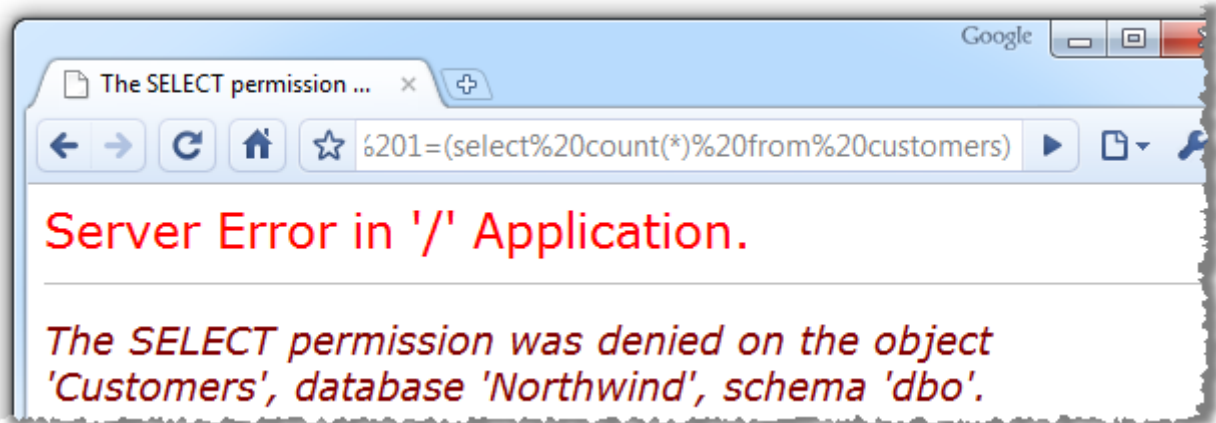 Google
The SELECT permission ...
%201=(select%20count(*)%20from%20customers)
Server Error in '/' Application.
The SELECT permission was denied on the object
'Customers', database 'Northwind', schema 'dbo'.